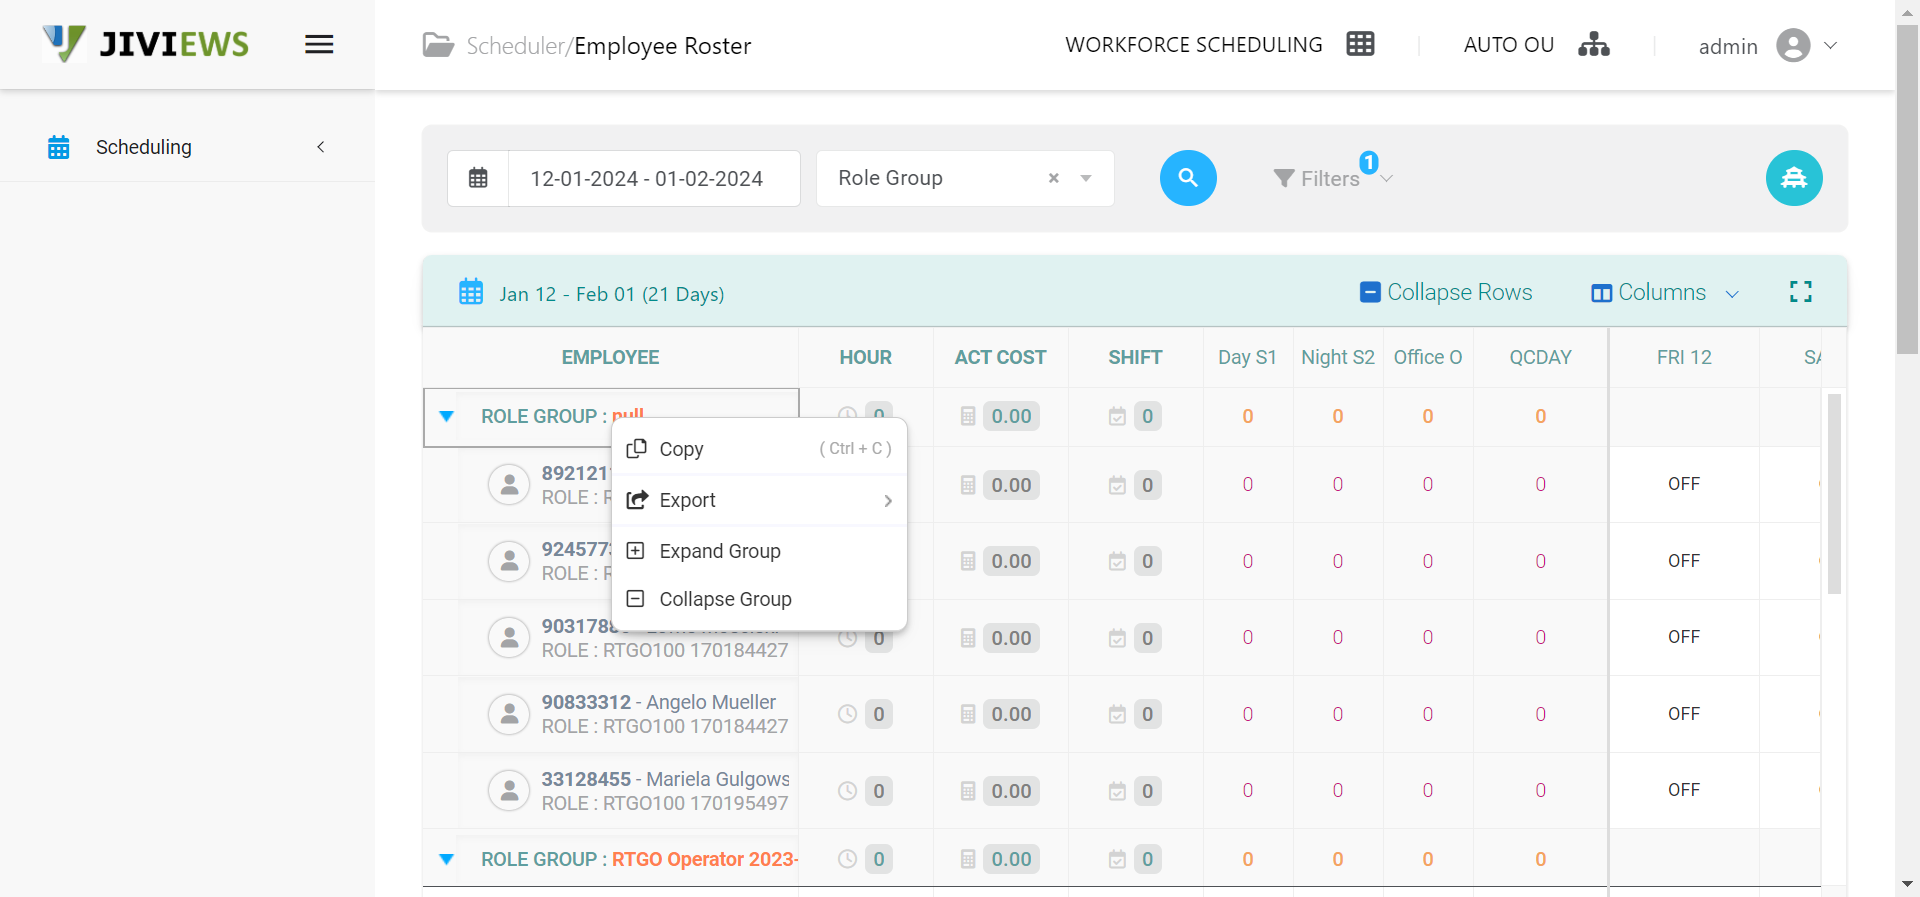 JIVIEWS
Scheduler/Employee Roster
WORKFORCE SCHEDULING
AUTO OU
admin
Scheduling
12-01-2024 - 01-02-2024
Role Group
Filters
1
Jan 12 - Feb 01 (21 Days)
Collapse Rows
Columns
EMPLOYEE HOUR ACT COST SHIFT Day S1 Night S2 Office O QCDAY FRI 12
ROLE GROUP : null 0 0.00 0 0 0 0 0
Copy ( Ctrl + C )
Export
Expand Group
Collapse Group
0.00 0 0 0 0 0 OFF
ROLE :
0.00 0 0 0 0 0 OFF
ROLE :
0 0.00 0 0 0 0 0 OFF
ROLE : RTGO100 170184427
90833312 - Angelo Mueller 0 0.00 0 0 0 0 0 OFF
ROLE : RTGO100 170184427
33128455 - Mariela Gulgows 0 0.00 0 0 0 0 0 OFF
ROLE : RTGO100 170195497
ROLE GROUP : RTGO Operator 2023- 0 0.00 0 0 0 0 0